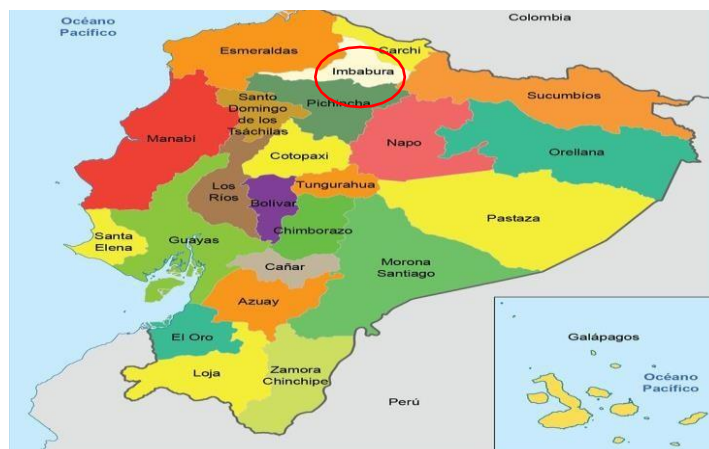 Océano
Pacífico
Colombia
Esmeraldas
Carchi
Imbabura
Sucumbíos
Santo
Domingo
de los
Tsáchilas
Pichincha
Manabí
Napo
Orellana
Cotopaxi
Los
Ríos
Bolívar
Tungurahua
Pastaza
Santa
Elena
Guayas
Chimborazo
Morona
Santiago
Cañar
Azuay
El Oro
Loja
Zamora
Chinchipe
Perú
Galápagos
Océano
Pacífico